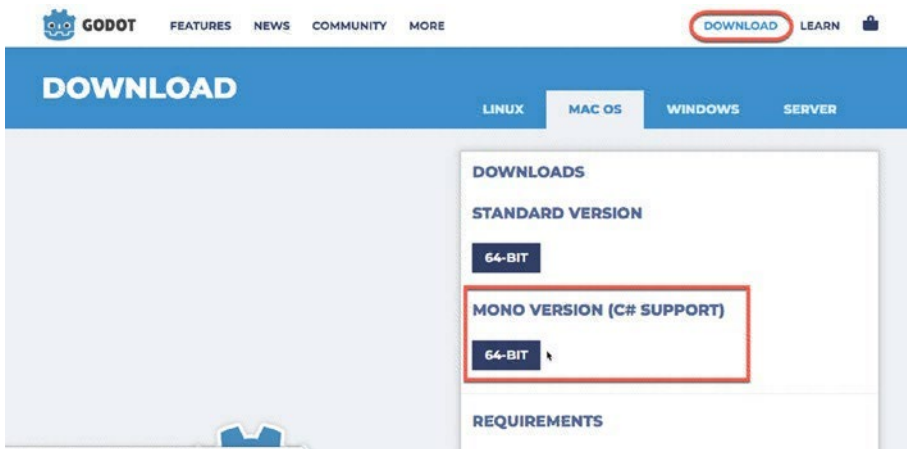 GODOT FEATURES NEWS COMMUNITY MORE DOWNLOAD LEARN
DOWNLOAD
LINUX MAC OS WINDOWS SERVER
DOWNLOADS
STANDARD VERSION
64-BIT
MONO VERSION (C# SUPPORT)
64-BIT
REQUIREMENTS